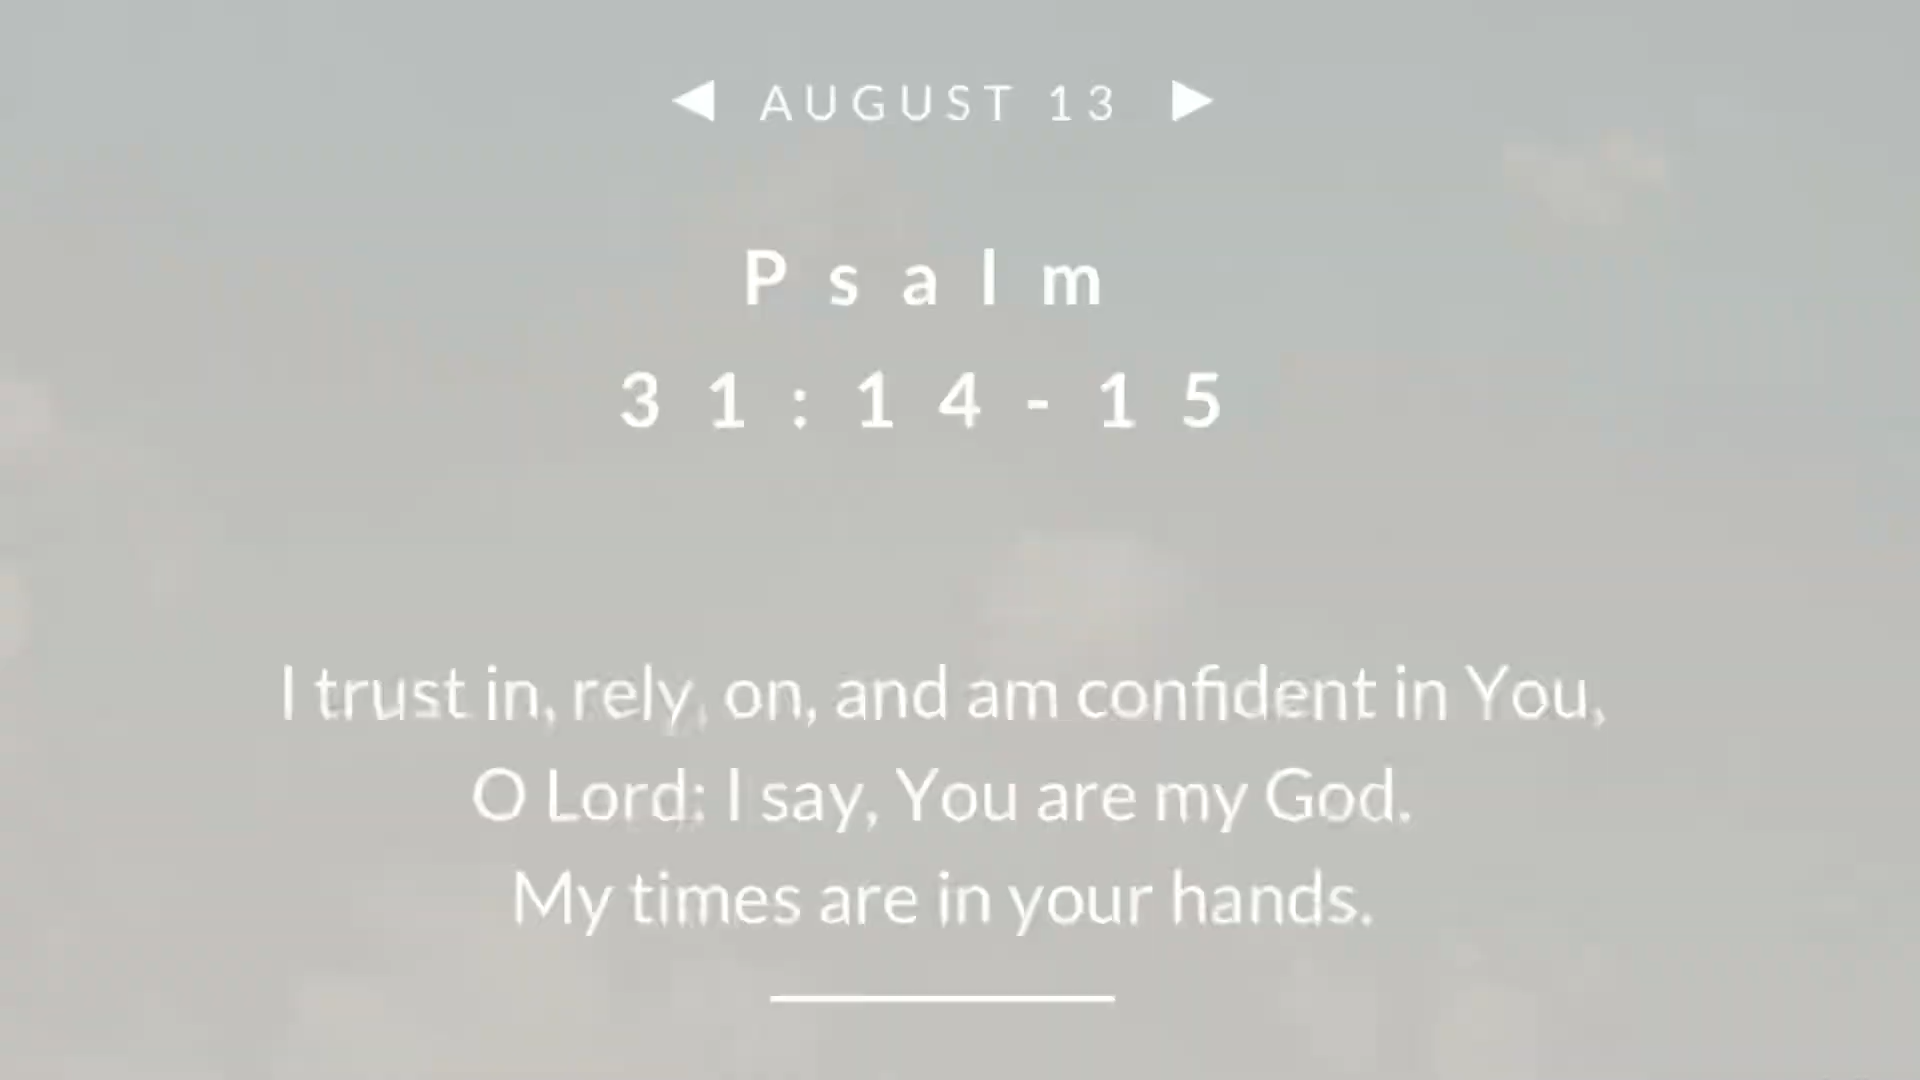 AUGUST 13
Psalm
31:14-15
I trust in, rely, on, and am confident in You,
O Lord; I say, You are my God.
My times are in your hands.